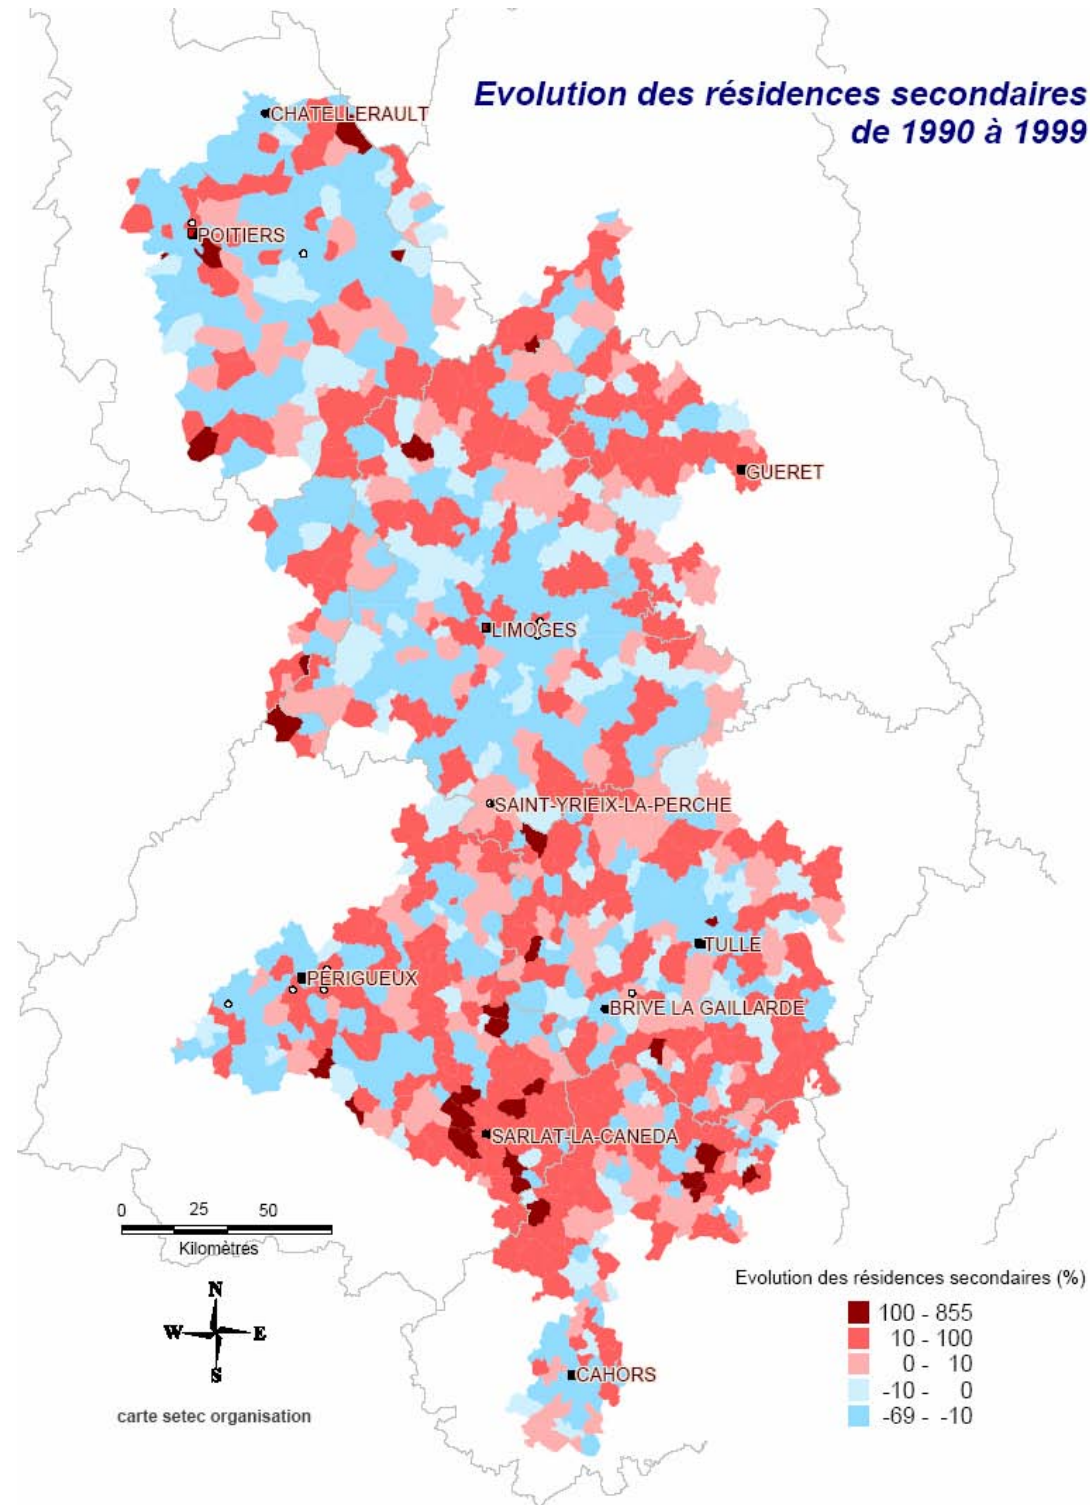 Evolution des résidences secondaires
de 1990 à 1999
CHATELLERAULT
POITIERS
GUERET
LIMOGES
SAINT-YRIEIX-LA-PERCHE
TULLE
PÉRIGUEUX
BRIVE LA GAILLARDE
SARLAT-LA-CANEDA
CAHORS
0 25 50
Kilomètres
N
W E
S
carte setec organisation
Evolution des résidences secondaires (%)
100 - 855
10 - 100
0 - 10
-10 - 0
-69 - -10